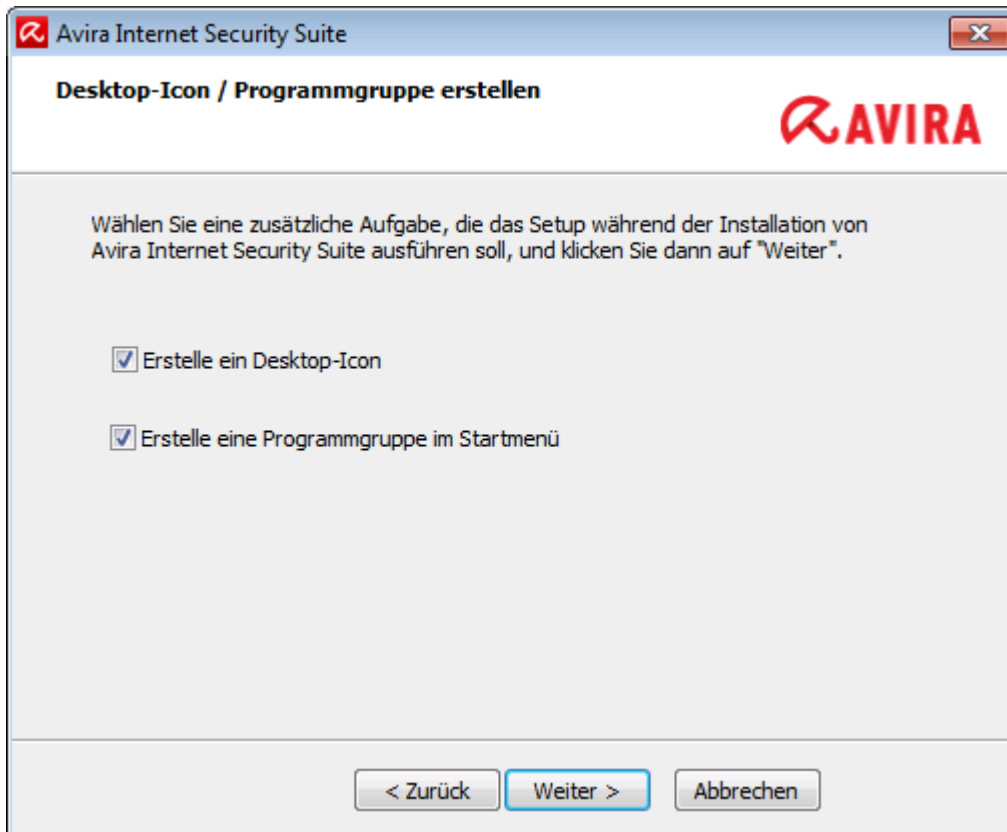 Avira Internet Security Suite
Desktop-Icon / Programmgruppe erstellen
AVIRA
Wählen Sie eine zusätzliche Aufgabe, die das Setup während der Installation von
Avira Internet Security Suite ausführen soll, und klicken Sie dann auf "Weiter".
Erstelle ein Desktop-Icon
Erstelle eine Programmgruppe im Startmenü
< Zurück
Weiter >
Abbrechen